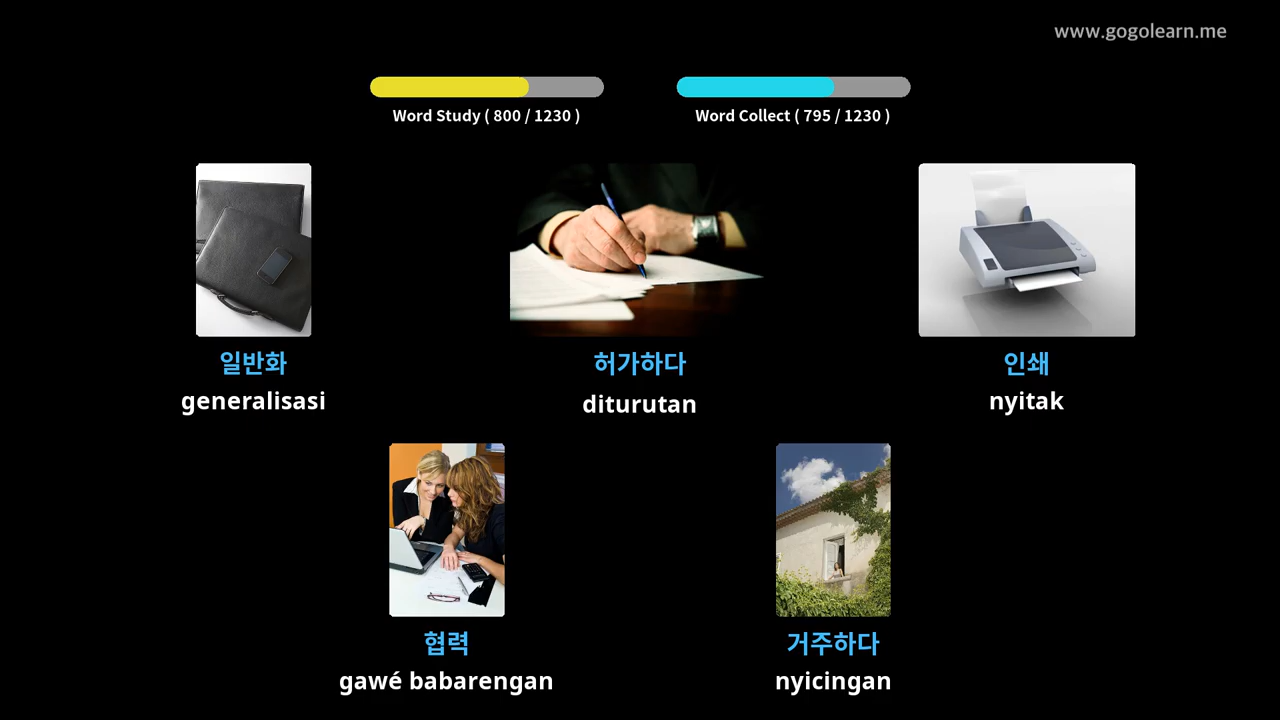 www.gogolearn.me
Word Study ( 800 / 1230 )
Word Collect ( 795 / 1230 )
일반화
generalisasi
허가하다
diturutan
인쇄
nyitak
협력
gawé babarengan
거주하다
nyicingan